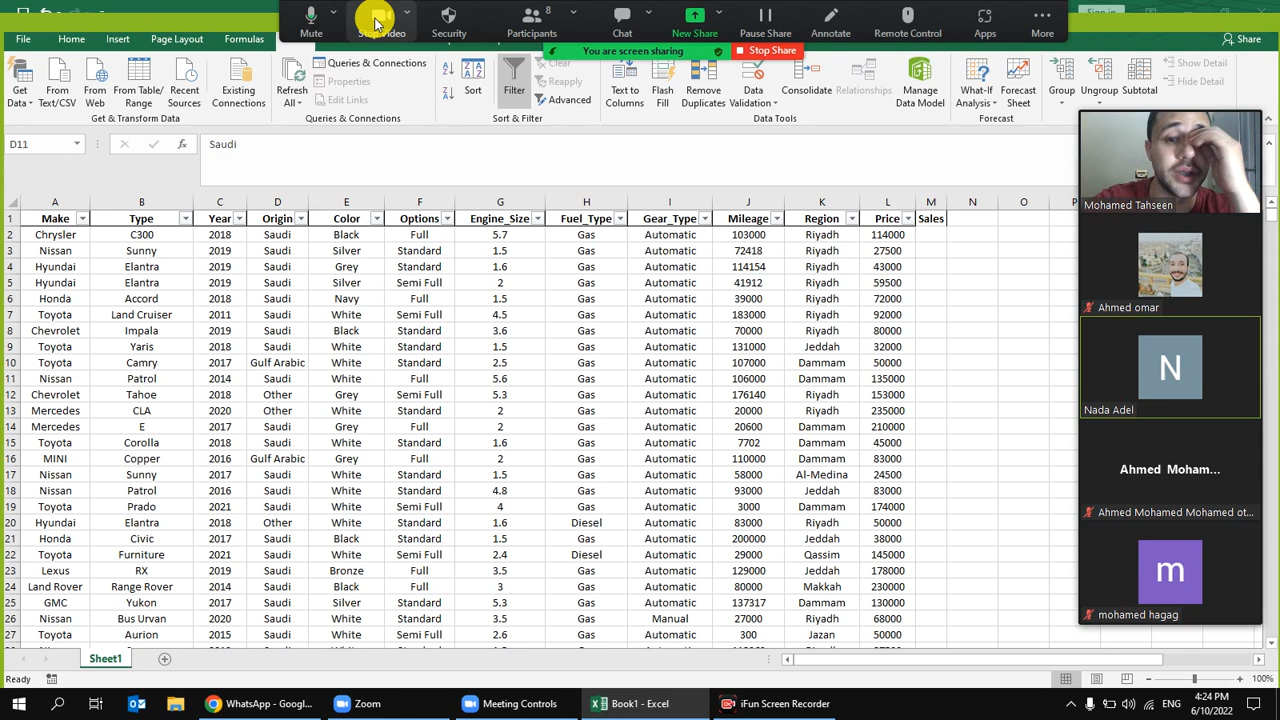 Mute
Stop Video
Security
8
Participants
Chat
New Share
Pause Share
Annotate
Remote Control
Apps
More
Sign in
You are screen sharing
Stop Share
File Home Insert Page Layout Formulas
Share
Get Data
From Text/CSV
From Web
From Table/Range
Recent Sources
Existing Connections
Get & Transform Data
Refresh All
Queries & Connections
Properties
Edit Links
Queries & Connections
Sort
Filter
Clear
Reapply
Advanced
Sort & Filter
Text to Columns
Flash Fill
Remove Duplicates
Data Validation
Consolidate
Relationships
Manage Data Model
Data Tools
What-If Analysis
Forecast Sheet
Forecast
Group
Ungroup
Subtotal
Show Detail
Hide Detail
D11
Saudi
A B C D E F G H I J K L M N O P
1 Make Type Year Origin Color Options Engine_Size Fuel_Type Gear_Type Mileage Region Price Sales
2 Chrysler C300 2018 Saudi Black Full 5.7 Gas Automatic 103000 Riyadh 114000
3 Nissan Sunny 2019 Saudi Silver Standard 1.5 Gas Automatic 72418 Riyadh 27500
4 Hyundai Elantra 2019 Saudi Grey Standard 1.6 Gas Automatic 114154 Riyadh 43000
5 Hyundai Elantra 2019 Saudi Silver Semi Full 2 Gas Automatic 41912 Riyadh 59500
6 Honda Accord 2018 Saudi Navy Full 1.5 Gas Automatic 39000 Riyadh 72000
7 Toyota Land Cruiser 2011 Saudi White Semi Full 4.5 Gas Automatic 183000 Riyadh 92000
8 Chevrolet Impala 2019 Saudi Black Standard 3.6 Gas Automatic 70000 Riyadh 80000
9 Toyota Yaris 2018 Saudi White Standard 1.5 Gas Automatic 131000 Jeddah 32000
10 Toyota Camry 2017 Gulf Arabic White Standard 2.5 Gas Automatic 107000 Dammam 50000
11 Nissan Patrol 2014 Saudi White Full 5.6 Gas Automatic 106000 Dammam 135000
12 Chevrolet Tahoe 2018 Other Grey Semi Full 5.3 Gas Automatic 176140 Dammam 153000
13 Mercedes CLA 2020 Other White Standard 2 Gas Automatic 20000 Riyadh 235000
14 Mercedes E 2020 Saudi Grey Full 2 Gas Automatic 20600 Dammam 210000
15 Toyota Corolla 2018 Saudi White Standard 1.6 Gas Automatic 7702 Dammam 45000
16 MINI Copper 2016 Gulf Arabic Grey Semi Full 2 Gas Automatic 110000 Dammam 83000
17 Nissan Sunny 2017 Saudi White Standard 1.5 Gas Automatic 58000 Al-Medina 24500
18 Nissan Patrol 2016 Saudi White Standard 4.8 Gas Automatic 93000 Jeddah 83000
19 Toyota Prado 2021 Saudi White Semi Full 4 Gas Automatic 3000 Dammam 174000
20 Hyundai Elantra 2018 Other White Standard 1.6 Diesel Automatic 83000 Riyadh 50000
21 Honda Civic 2017 Saudi White Standard 1.5 Gas Automatic 200000 Jeddah 38000
22 Toyota Furniture 2021 Saudi White Semi Full 2.4 Diesel Automatic 29000 Qassim 145000
23 Lexus RX 2019 Saudi Bronze Full 3.5 Gas Automatic 129000 Jeddah 178000
24 Land Rover Range Rover 2014 Saudi Black Full 3 Gas Automatic 80000 Makkah 230000
25 GMC Yukon 2017 Saudi Silver Standard 5.3 Gas Automatic 137317 Dammam 130000
26 Nissan Bus Urvan 2020 Saudi White Standard 3.5 Gas Manual 27000 Riyadh 68000
27 Toyota Aurion 2015 Saudi White Semi Full 2.6 Gas Automatic 300 Jazan 50000
Mohamed Tahseen
Ahmed omar
N
Nada Adel
Ahmed Moham...
Ahmed Mohamed Mohamed ot...
m
mohamed hagag
Sheet1
Ready
100%
WhatsApp - Googl...
Zoom
Meeting Controls
Book1 - Excel
iFun Screen Recorder
ENG
4:24 PM
6/10/2022